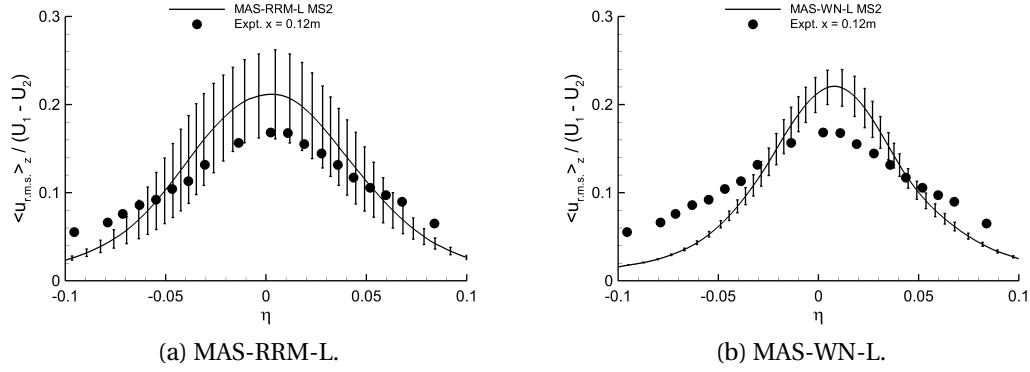 0.3
0.2
0.1
0
<u_r.m.s.>_z / (U_1 - U_2)
MAS-RRM-L MS2
Expt. x = 0.12m
-0.1 -0.05 0 0.05 0.1
η
(a) MAS-RRM-L.
0.3
0.2
0.1
0
<u_r.m.s.>_z / (U_1 - U_2)
MAS-WN-L MS2
Expt. x = 0.12m
-0.1 -0.05 0 0.05 0.1
η
(b) MAS-WN-L.